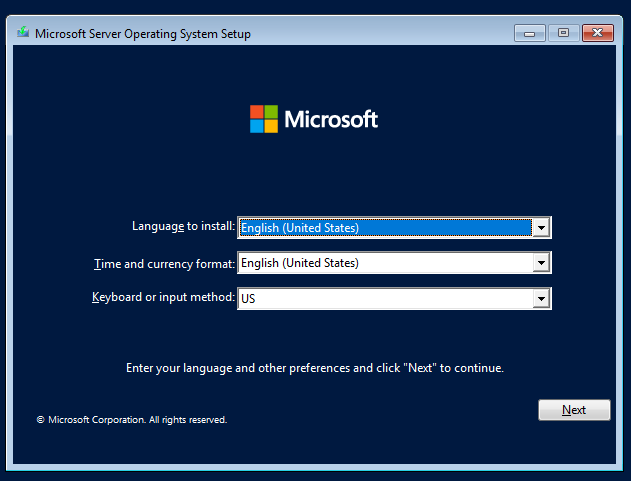 Microsoft Server Operating System Setup
Microsoft
Language to install: English (United States)
Time and currency format: English (United States)
Keyboard or input method: US
Enter your language and other preferences and click "Next" to continue.
Next
© Microsoft Corporation. All rights reserved.